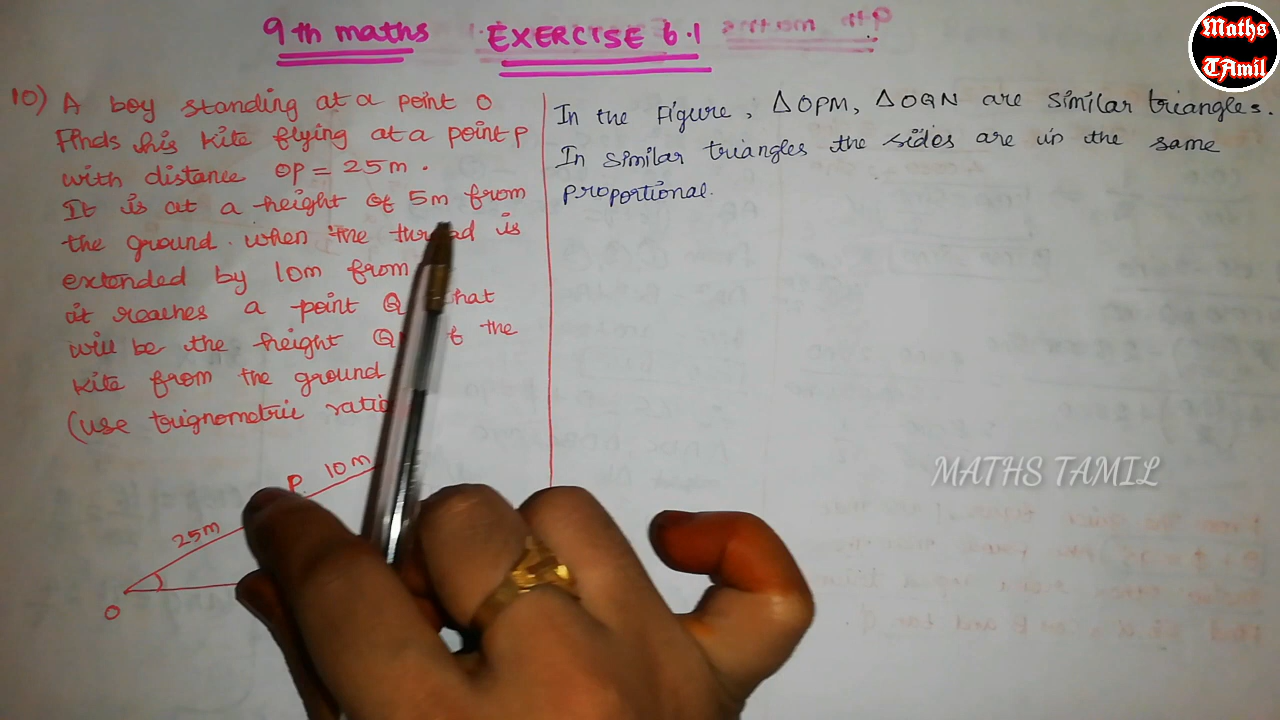 9th maths EXERCISE 6.1
Maths
TAmil
10) A boy standing at a point O
Finds his kite flying at a point P
with distance OP = 25m.
It is at a height of 5m from
the ground. when the thread is
extended by 10m from
it reaches a point Q
will be the height
kite from the ground
(use trignometric
P 10m
25m
O
In the Figure, △OPM, △OQN are similar triangles.
In similar triangles the sides are in the same
proportional.
MATHS TAMIL